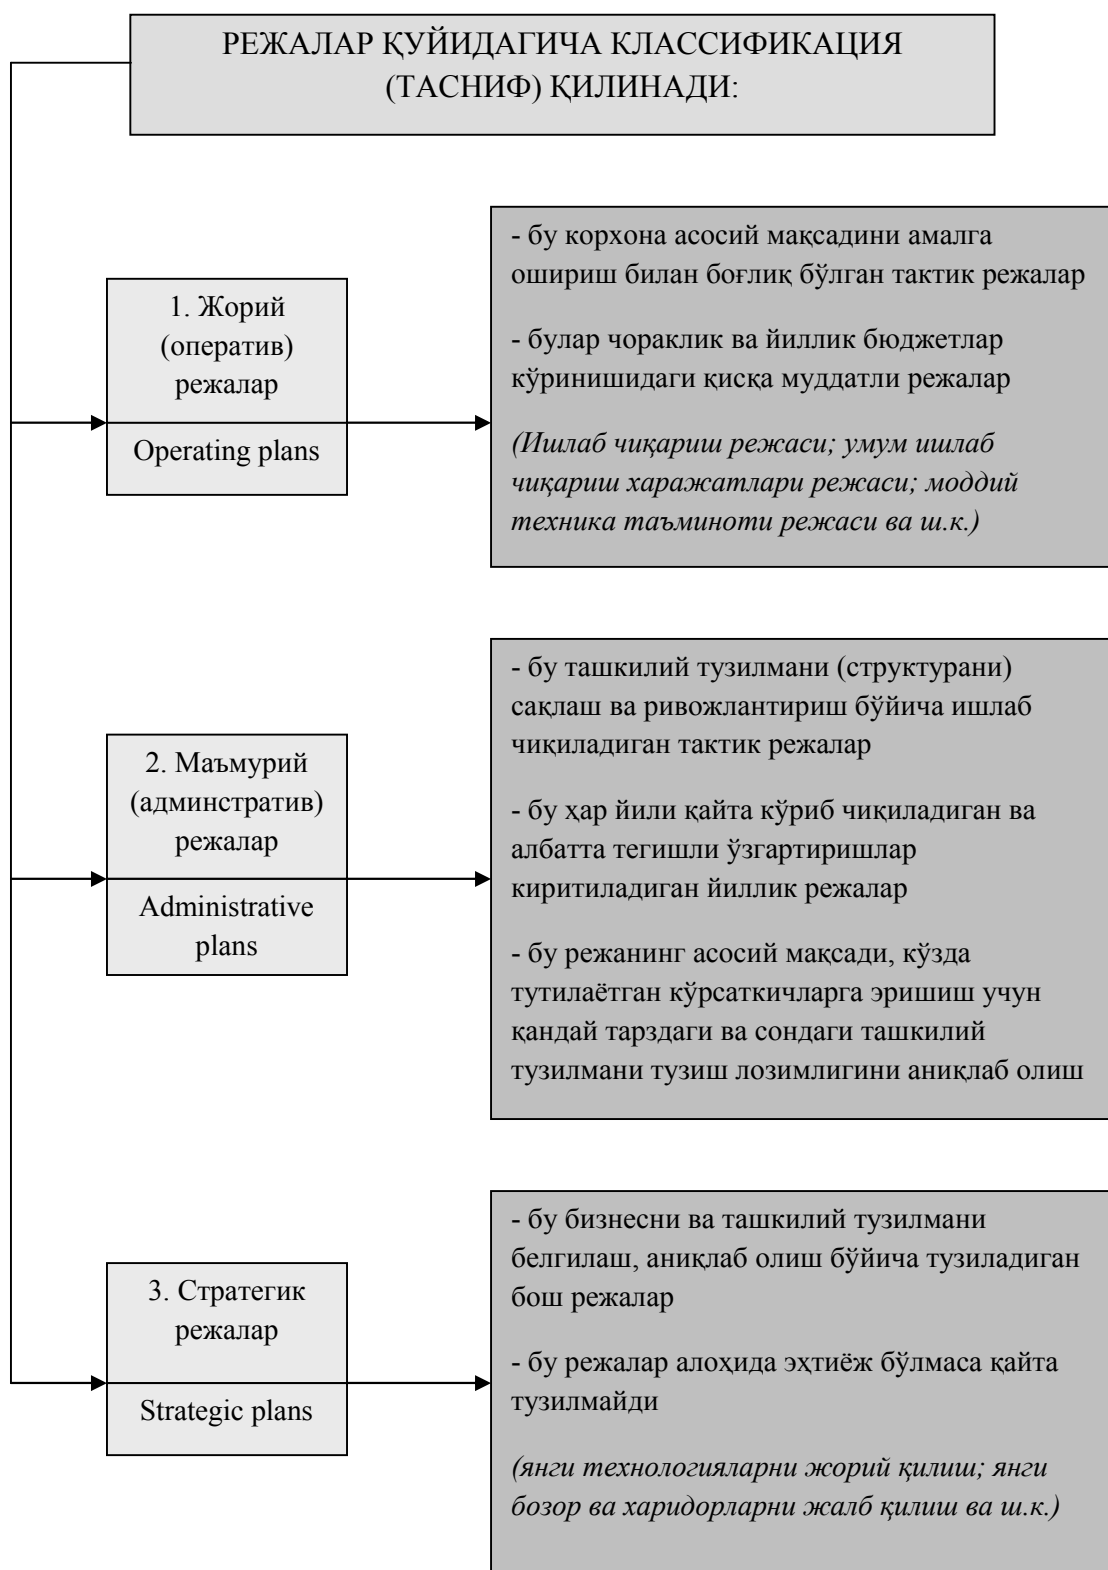 РЕЖАЛАР ҚУЙИДАГИЧА КЛАССИФИКАЦИЯ
(ТАСНИФ) ҚИЛИНАДИ:
1. Жорий
(оператив)
режалар
Operating plans
- бу корхона асосий мақсадини амалга
ошириш билан боғлиқ бўлган тактик режалар
- булар чораклик ва йиллик бюджетлар
кўринишидаги қисқа муддатли режалар
(Ишлаб чиқариш режаси; умум ишлаб
чиқариш харажатлари режаси; моддий
техника таъминоти режаси ва ш.к.)
2. Маъмурий
(админстратив)
режалар
Administrative
plans
- бу ташкилий тузилмани (структурани)
сақлаш ва ривожлантириш бўйича ишлаб
чиқиладиган тактик режалар
- бу ҳар йили қайта кўриб чиқиладиган ва
албатта тегишли ўзгартиришлар
киритиладиган йиллик режалар
- бу режанинг асосий мақсади, кўзда
тутилаётган кўрсаткичларга эришиш учун
қандай тарздаги ва сондаги ташкилий
тузилмани тузиш лозимлигини аниқлаб олиш
3. Стратегик
режалар
Strategic plans
- бу бизнесни ва ташкилий тузилмани
белгилаш, аниқлаб олиш бўйича тузиладиган
бош режалар
- бу режалар алоҳида эҳтиёж бўлмаса қайта
тузилмайди
(янги технологияларни жорий қилиш; янги
бозор ва харидорларни жалб қилиш ва ш.к.)